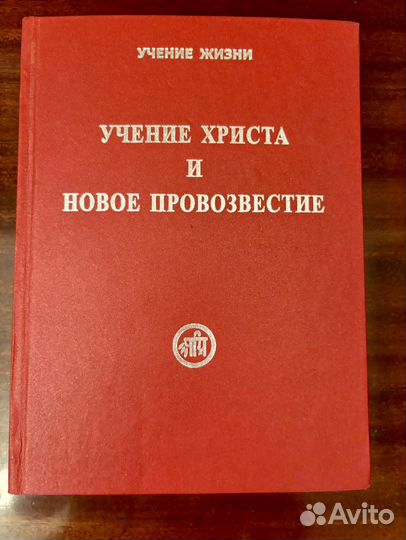 УЧЕНИЕ ЖИЗНИ
УЧЕНИЕ ХРИСТА
И
НОВОЕ ПРОВОЗВЕСТИЕ
Avito